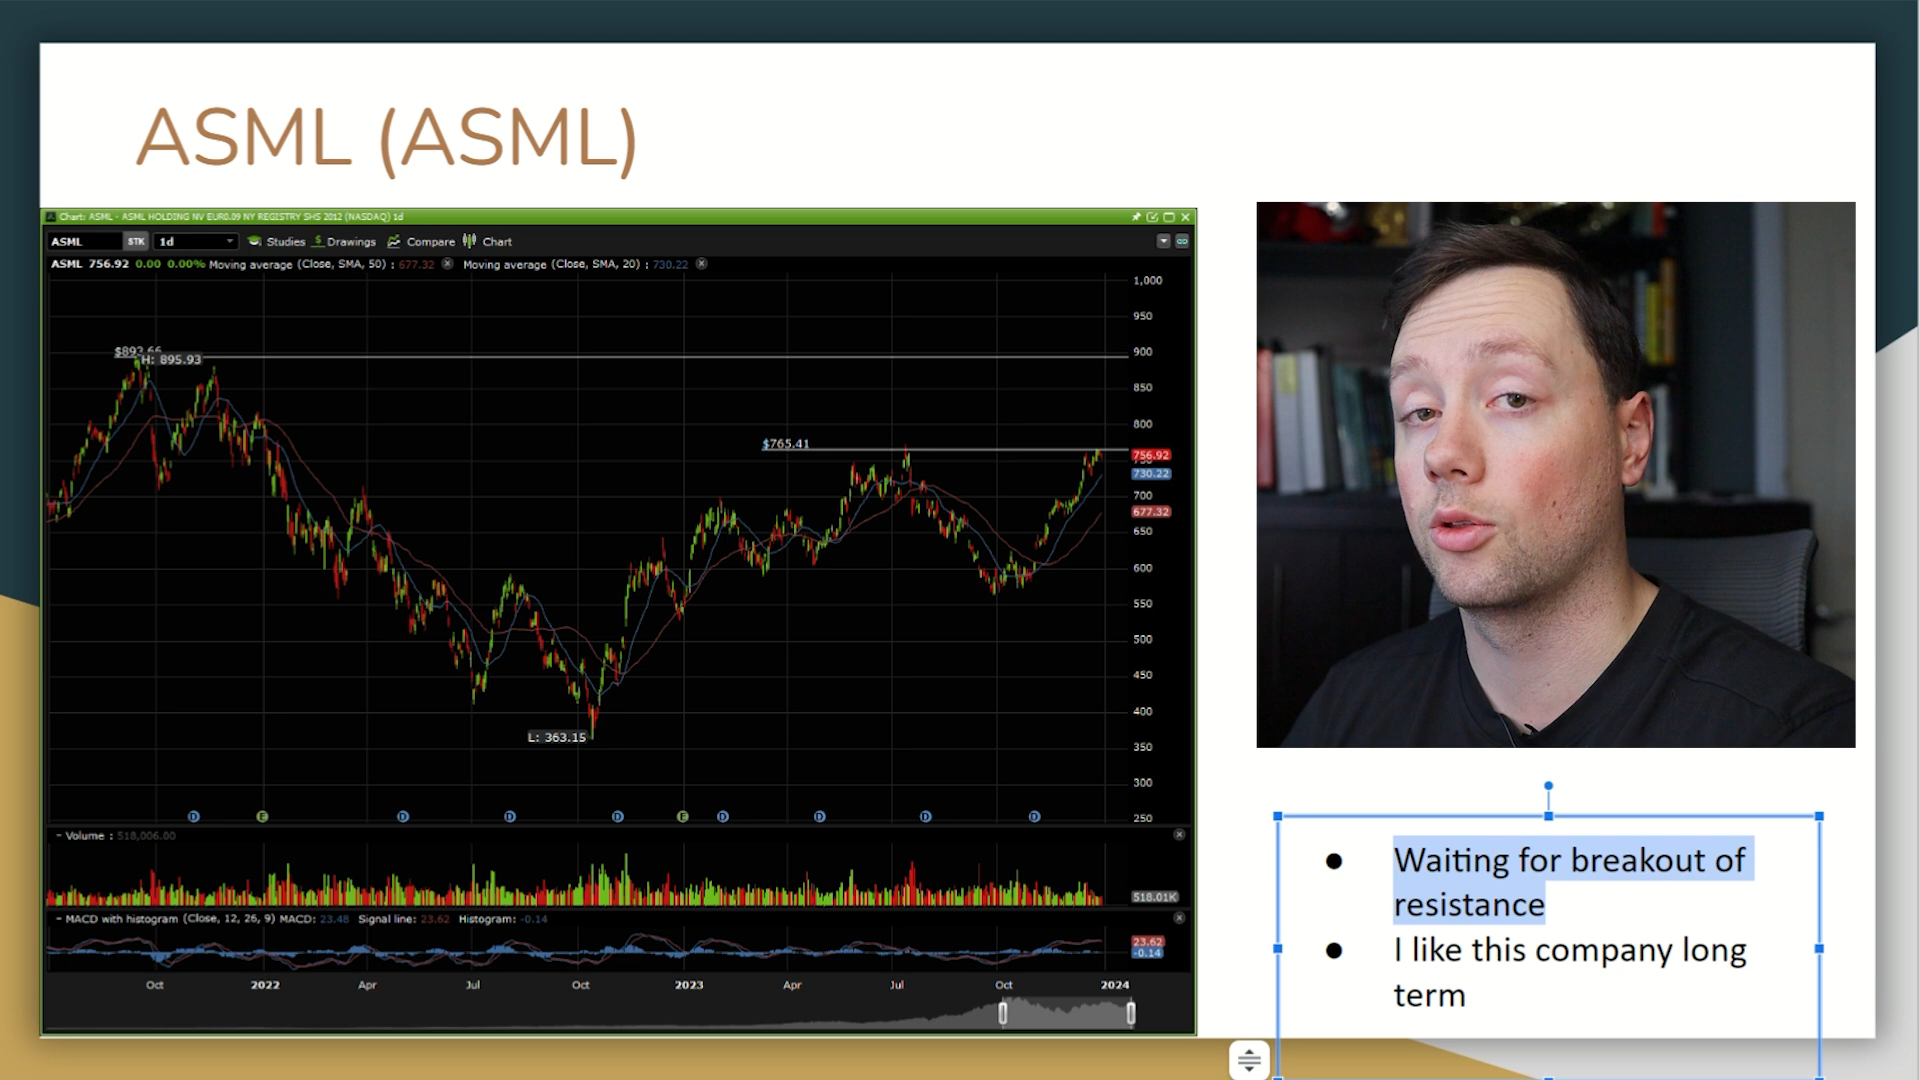 ASML (ASML)
Chart: ASML - ASML HOLDING NV EUR0.09 NY REGISTRY SHS 2012 (NASDAQ) 1d
ASML STK 1d Studies Drawings Compare Chart
ASML 756.92 0.00 0.00% Moving average (Close, SMA, 50) : 677.32 Moving average (Close, SMA, 20) : 730.22
1,000
950
$893.66
900
H: 895.93
850
800
$765.41
756.92
730.22
700
677.32
650
600
550
500
450
400
L: 363.15
350
300
D E D D D E D D D D
250
- Volume : 518,006.00
518.01K
- MACD with histogram (Close, 12, 26, 9) MACD: 23.48 Signal line: 23.62 Histogram: -0.14
23.62
-0.14
Oct 2022 Apr Jul Oct 2023 Apr Jul Oct 2024
● Waiting for breakout of
resistance
● I like this company long
term